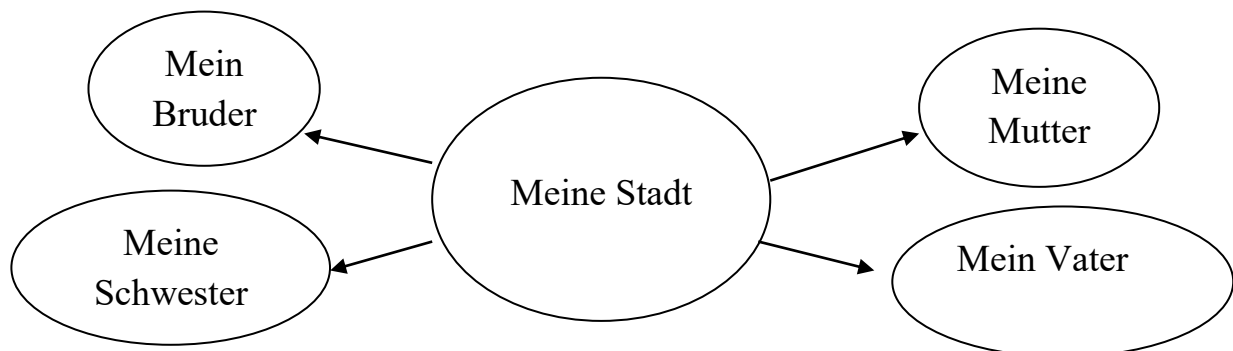 Mein
Bruder
Meine
Schwester
Meine Stadt
Meine
Mutter
Mein Vater